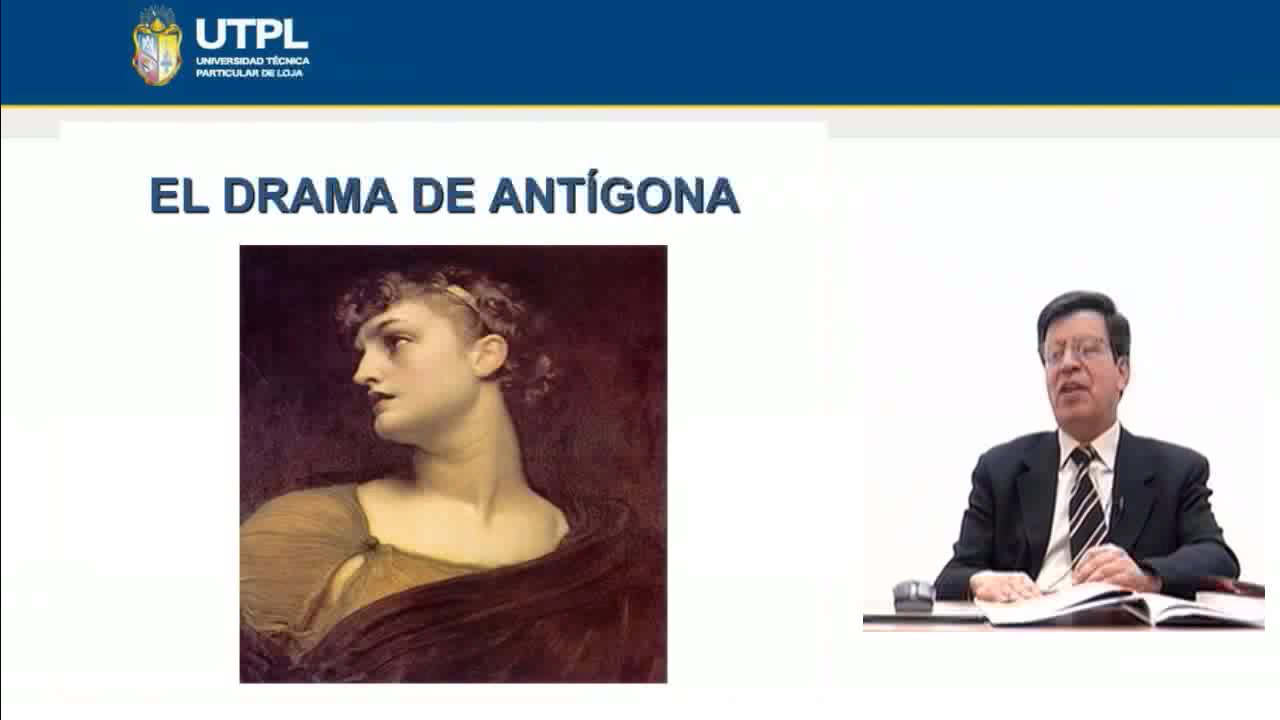 UTPL
UNIVERSIDAD TÉCNICA
PARTICULAR DE LOJA
EL DRAMA DE ANTÍGONA